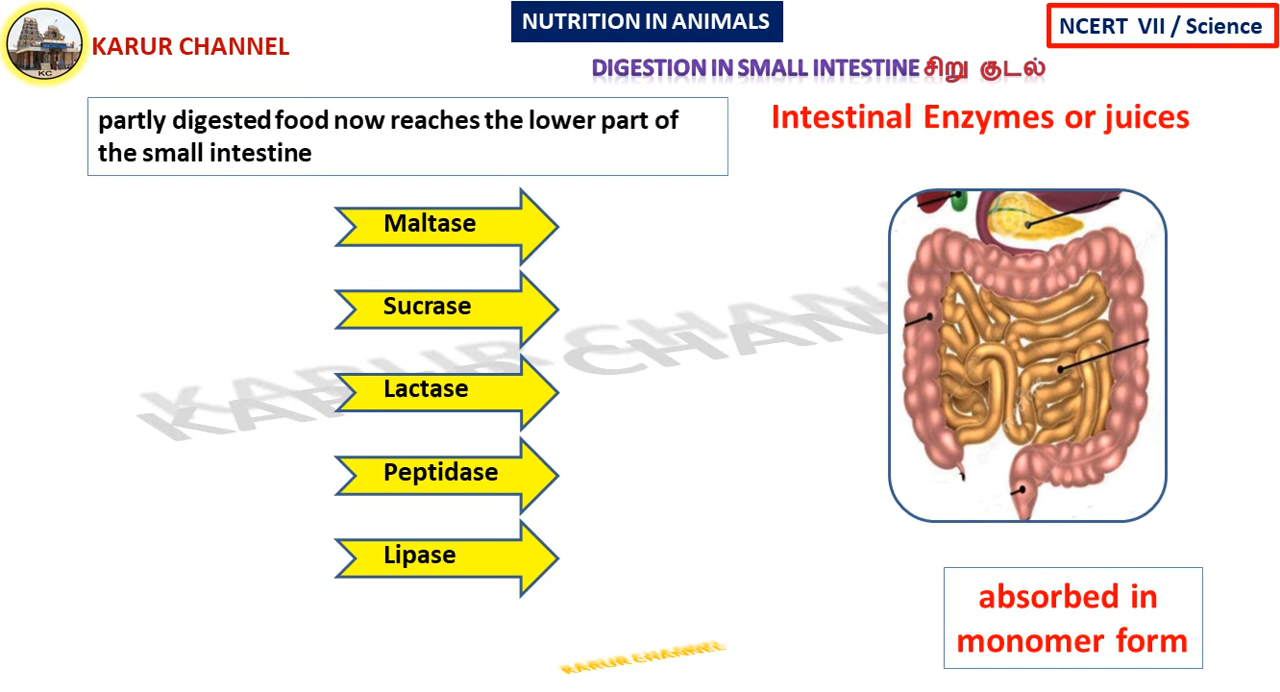 NUTRITION IN ANIMALS
NCERT VII / Science
KC
KARUR CHANNEL
DIGESTION IN SMALL INTESTINE சிறு குடல்
partly digested food now reaches the lower part of
the small intestine
Intestinal Enzymes or juices
Maltase
Sucrase
Lactase
Peptidase
Lipase
KARUR CHANN
absorbed in
monomer form
KARUR CHANNEL